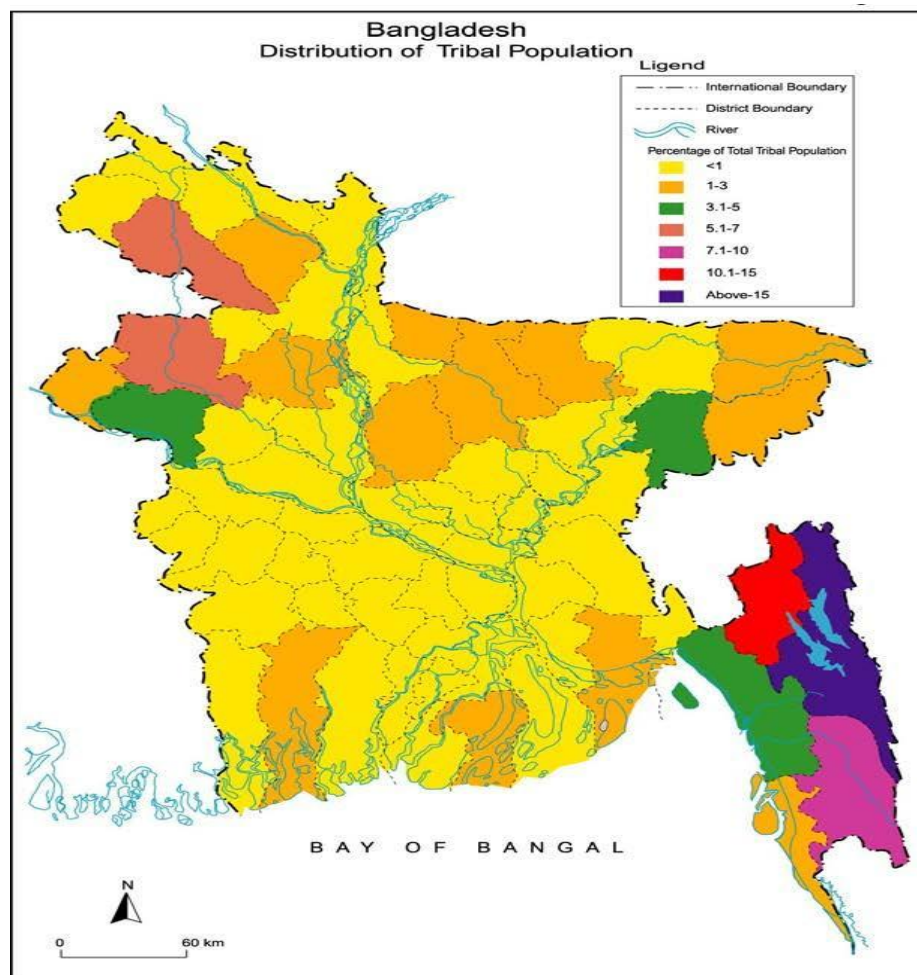 Bangladesh
Distribution of Tribal Population
Ligend
International Boundary
District Boundary
River
Percentage of Total Tribal Population
<1
1-3
3.1-5
5.1-7
7.1-10
10.1-15
Above-15
BAY OF BANGAL
N
0 60 km